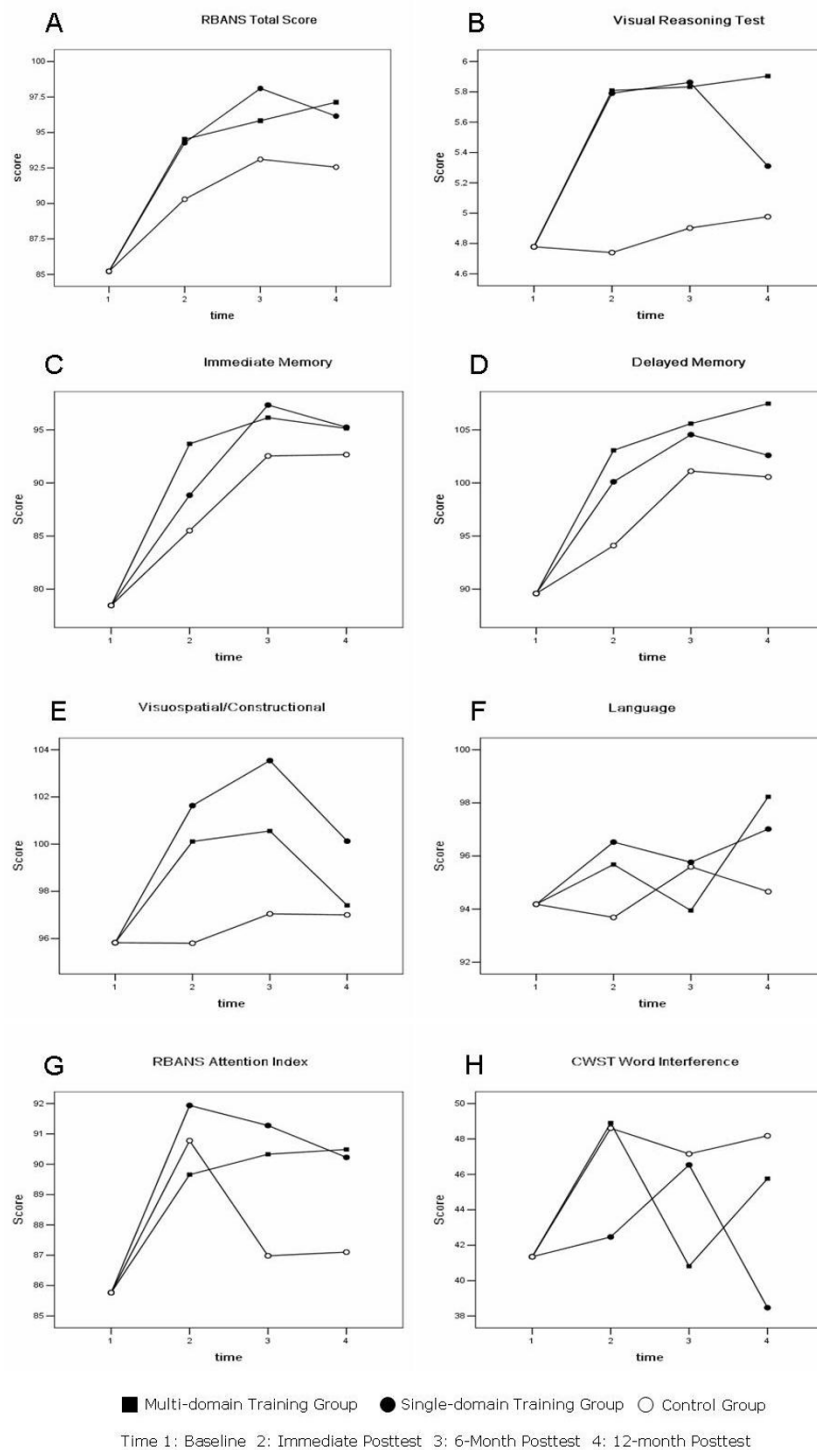 A
RBANS Total Score
100
97.5
95
92.5
90
87.5
85
score
1 2 3 4
time
B
Visual Reasoning Test
6
5.8
5.6
5.4
5.2
5
4.8
4.6
Score
1 2 3 4
time
C
Immediate Memory
95
90
85
80
Score
1 2 3 4
time
D
Delayed Memory
105
100
95
90
Score
1 2 3 4
time
E
Visuospatial/Constructional
104
102
100
98
96
Score
1 2 3 4
time
F
Language
100
98
96
94
92
Score
1 2 3 4
time
G
RBANS Attention Index
92
91
90
89
88
87
86
85
Score
1 2 3 4
time
H
CWST Word Interference
50
48
46
44
42
40
38
Score
1 2 3 4
time
Multi-domain Training Group Single-domain Training Group Control Group
Time 1: Baseline 2: Immediate Posttest 3: 6-Month Posttest 4: 12-month Posttest